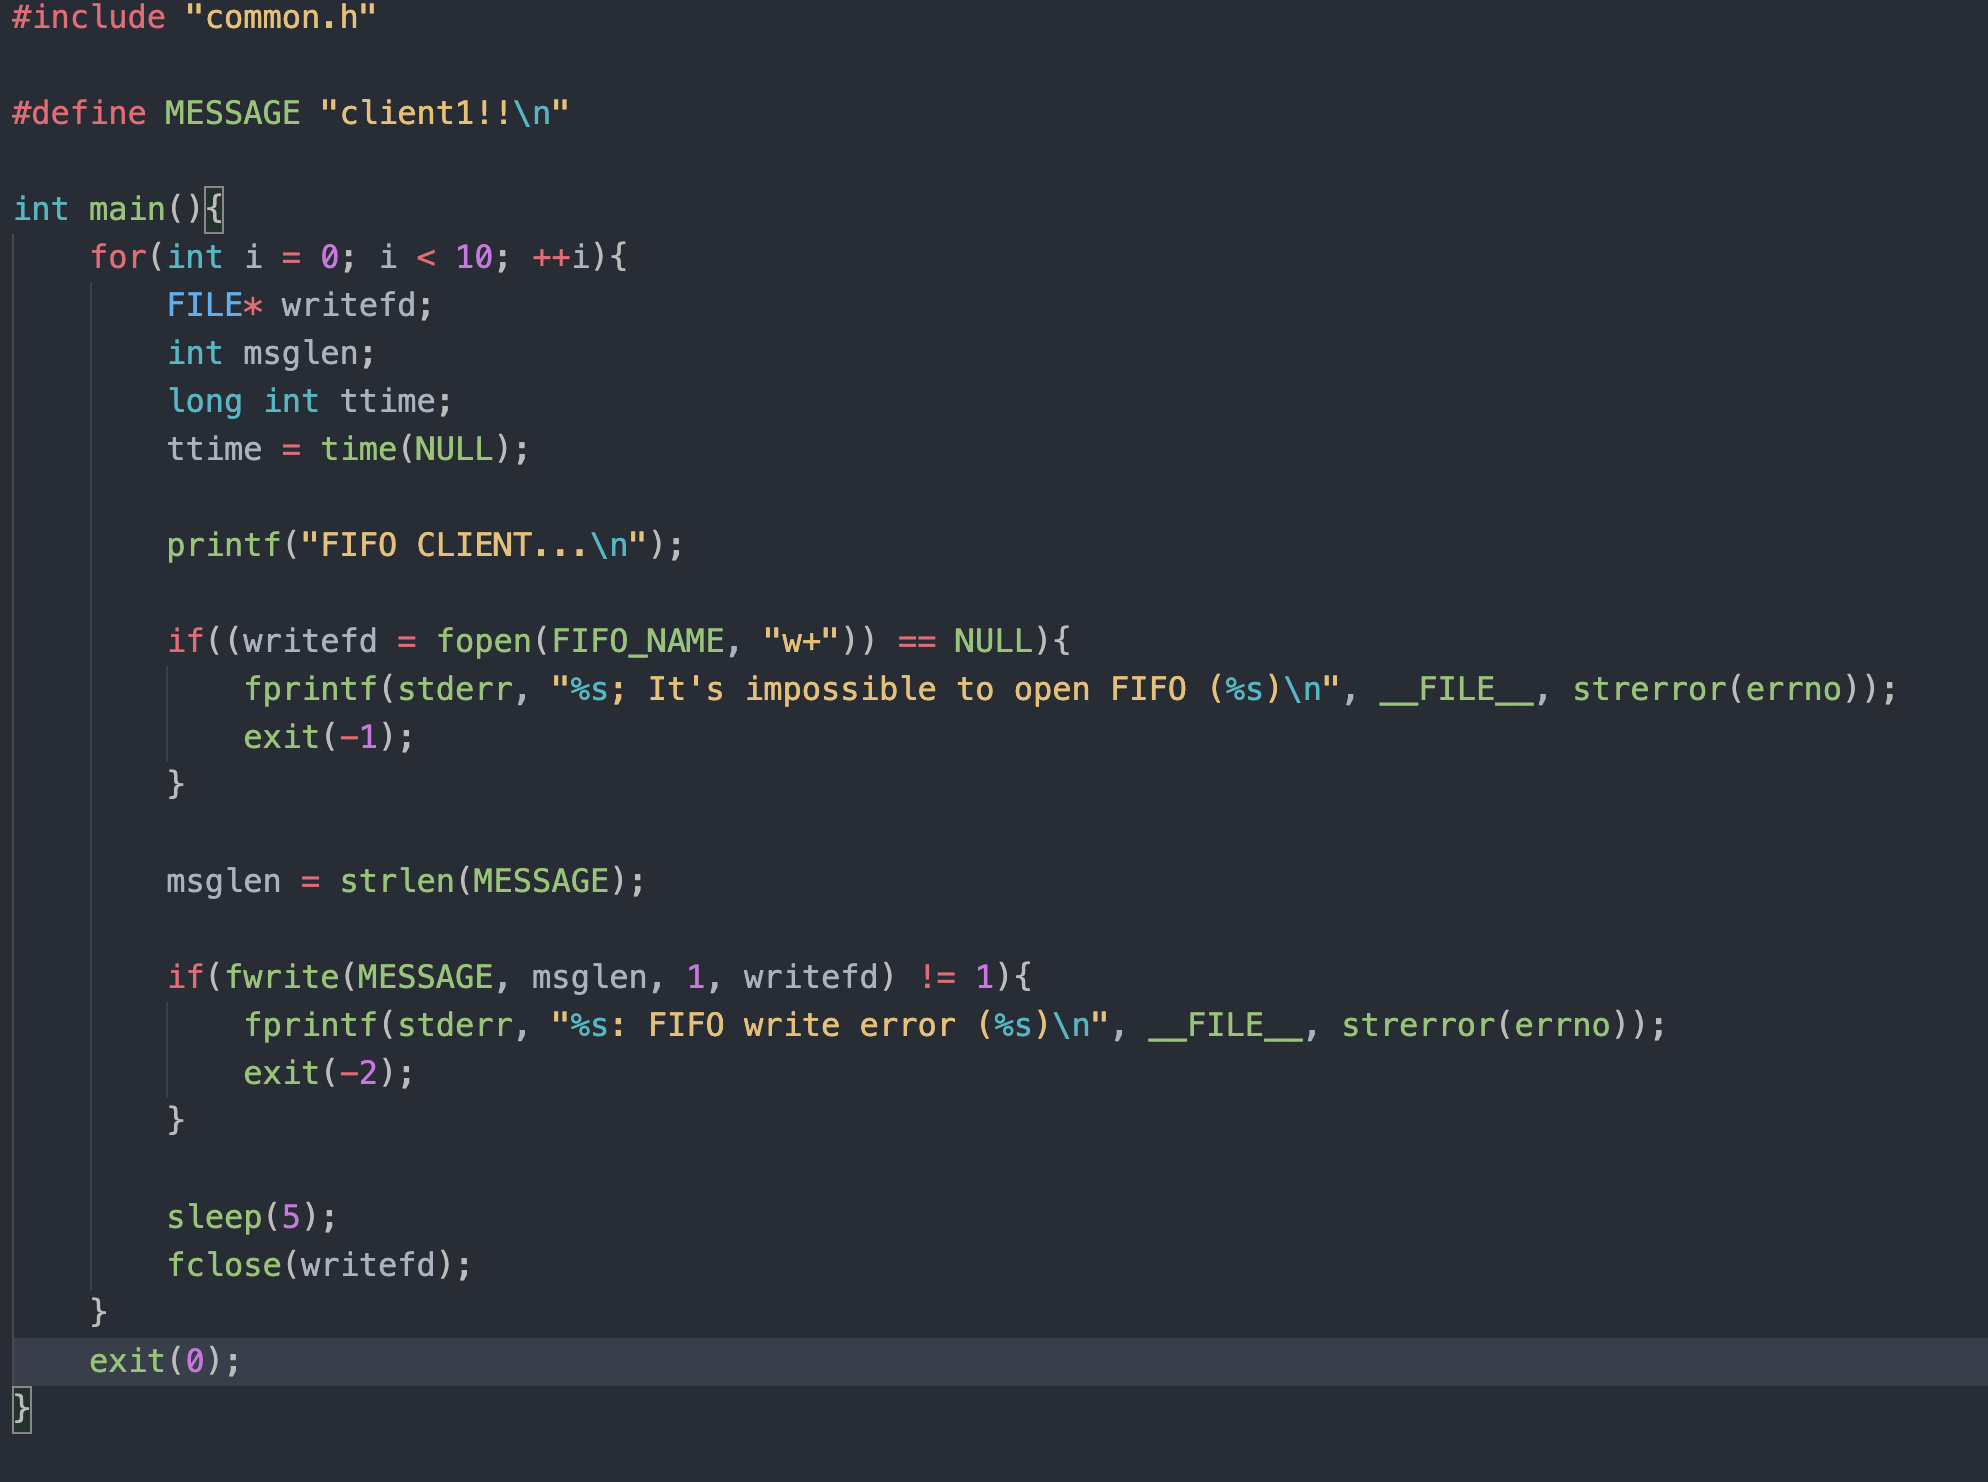 #include "common.h"
#define MESSAGE "client1!!\n"
int main(){
    for(int i = 0; i < 10; ++i){
        FILE* writefd;
        int msglen;
        long int ttime;
        ttime = time(NULL);
        printf("FIFO CLIENT...\n");
        if((writefd = fopen(FIFO_NAME, "w+")) == NULL){
            fprintf(stderr, "%s; It's impossible to open FIFO (%s)\n", __FILE__, strerror(errno));
            exit(-1);
        }
        msglen = strlen(MESSAGE);
        if(fwrite(MESSAGE, msglen, 1, writefd) != 1){
            fprintf(stderr, "%s: FIFO write error (%s)\n", __FILE__, strerror(errno));
            exit(-2);
        }
        sleep(5);
        fclose(writefd);
    }
    exit(0);
}